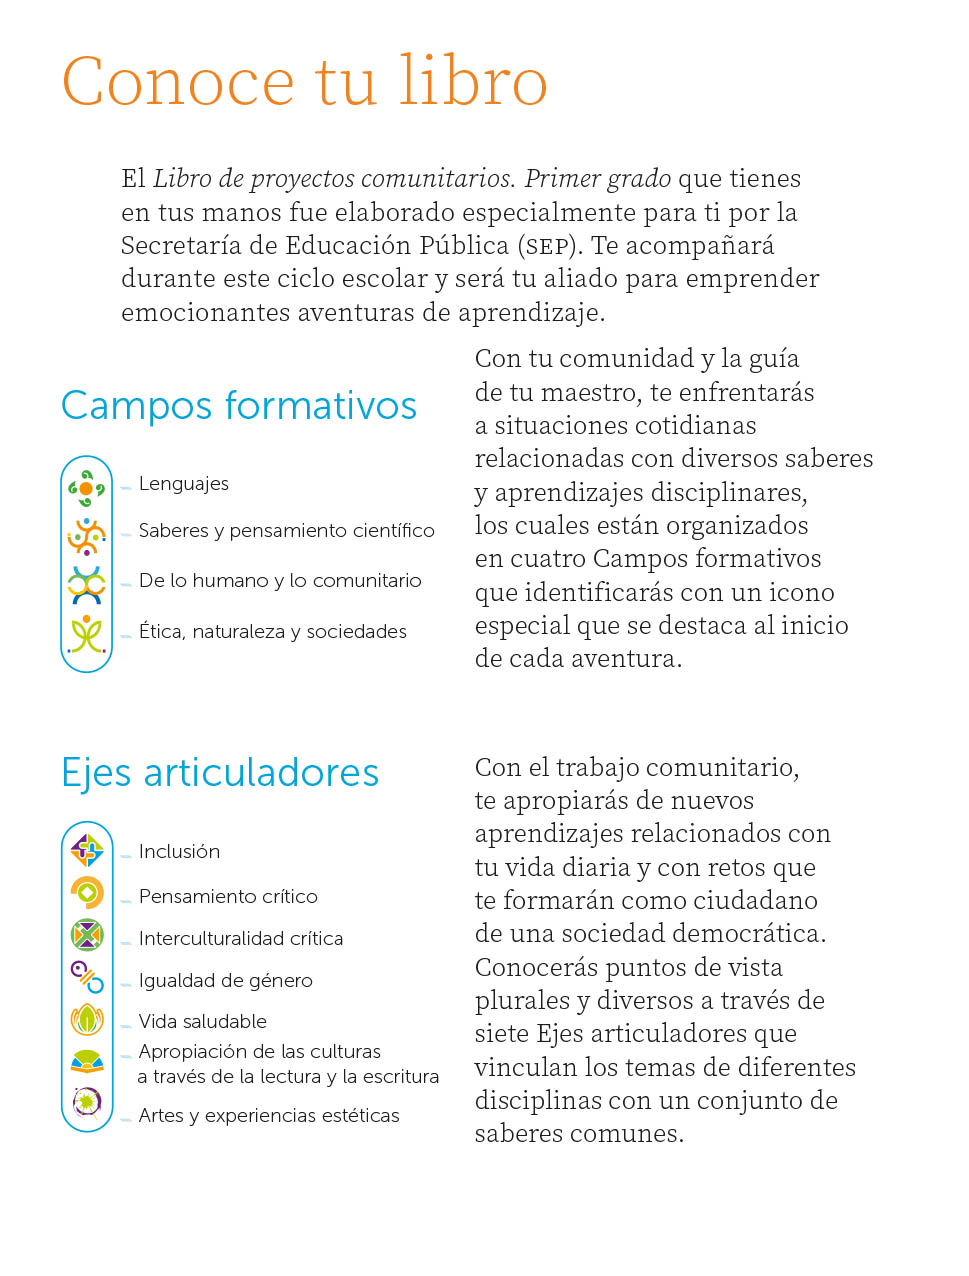 Conoce tu libro
El Libro de proyectos comunitarios. Primer grado que tienes
en tus manos fue elaborado especialmente para ti por la
Secretaría de Educación Pública (SEP). Te acompañará
durante este ciclo escolar y será tu aliado para emprender
emocionantes aventuras de aprendizaje.
Campos formativos
Lenguajes
Saberes y pensamiento científico
De lo humano y lo comunitario
Ética, naturaleza y sociedades
Con tu comunidad y la guía
de tu maestro, te enfrentarás
a situaciones cotidianas
relacionadas con diversos saberes
y aprendizajes disciplinares,
los cuales están organizados
en cuatro Campos formativos
que identificarás con un icono
especial que se destaca al inicio
de cada aventura.
Ejes articuladores
Inclusión
Pensamiento crítico
Interculturalidad crítica
Igualdad de género
Vida saludable
Apropiación de las culturas
a través de la lectura y la escritura
Artes y experiencias estéticas
Con el trabajo comunitario,
te apropiarás de nuevos
aprendizajes relacionados con
tu vida diaria y con retos que
te formarán como ciudadano
de una sociedad democrática.
Conocerás puntos de vista
plurales y diversos a través de
siete Ejes articuladores que
vinculan los temas de diferentes
disciplinas con un conjunto de
saberes comunes.